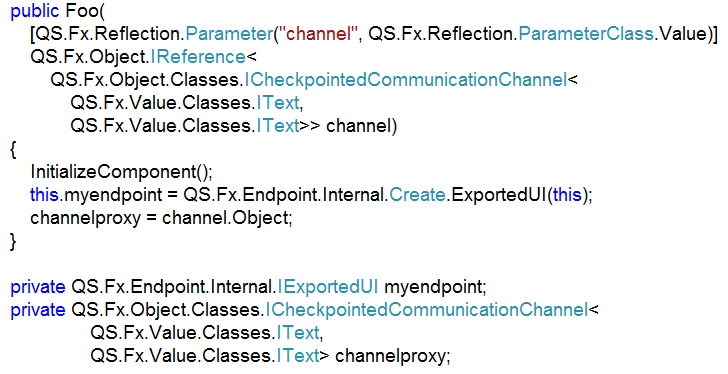 public Foo(
[QS.Fx.Reflection.Parameter("channel", QS.Fx.Reflection.ParameterClass.Value)]
QS.Fx.Object.IReference<
QS.Fx.Object.Classes.ICheckpointedCommunicationChannel<
QS.Fx.Value.Classes.IText,
QS.Fx.Value.Classes.IText>> channel)
{
InitializeComponent();
this.myendpoint = QS.Fx.Endpoint.Internal.Create.ExportedUI(this);
channelproxy = channel.Object;
}
private QS.Fx.Endpoint.Internal.IExportedUI myendpoint;
private QS.Fx.Object.Classes.ICheckpointedCommunicationChannel<
QS.Fx.Value.Classes.IText,
QS.Fx.Value.Classes.IText> channelproxy;